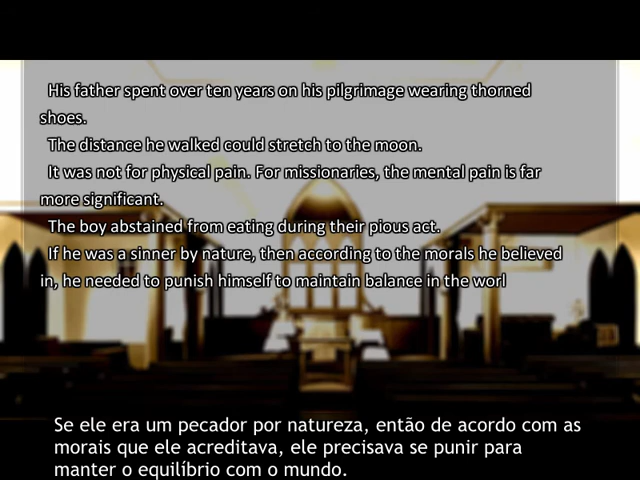 His father spent over ten years on his pilgrimage wearing thorned
shoes.
The distance he walked could stretch to the moon.
It was not for physical pain. For missionaries, the mental pain is far
more significant.
The boy abstained from eating during their pious act.
If he was a sinner by nature, then according to the morals he believed
in, he needed to punish himself to maintain balance in the worl
Se ele era um pecador por natureza, então de acordo com as
morais que ele acreditava, ele precisava se punir para
manter o equilíbrio com o mundo.